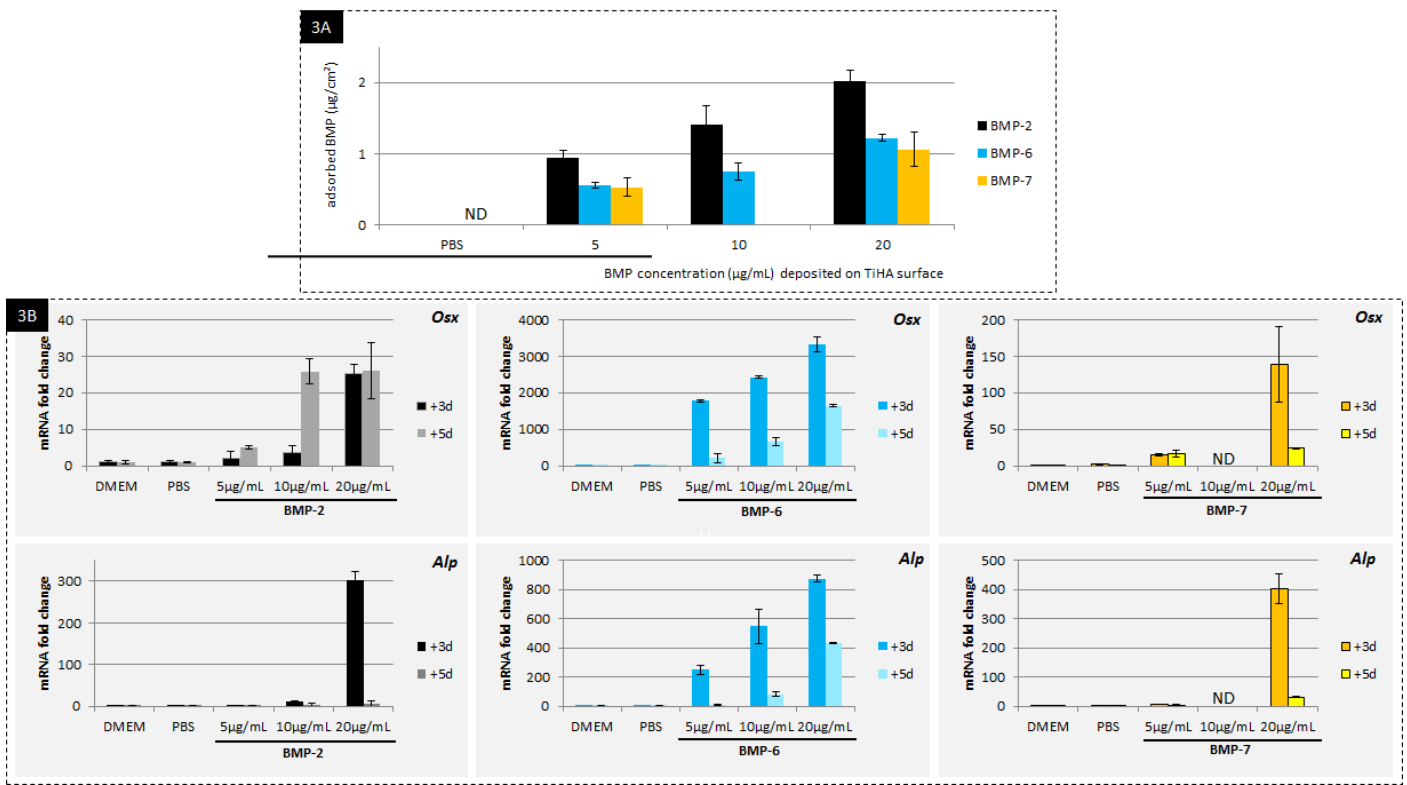 3A
adsorbed BMP (µg/cm²)
2
1
0
ND
PBS
5
10
20
BMP concentration (µg/mL) deposited on TiHA surface
BMP-2
BMP-6
BMP-7
3B
Osx
mRNA fold change
40
30
20
10
0
DMEM PBS 5µg/mL 10µg/mL 20µg/mL
BMP-2
+3d
+5d
Osx
mRNA fold change
4000
3000
2000
1000
0
DMEM PBS 5µg/mL 10µg/mL 20µg/mL
BMP-6
+3d
+5d
Osx
mRNA fold change
200
150
100
50
0
ND
DMEM PBS 5µg/mL 10µg/mL 20µg/mL
BMP-7
+3d
+5d
Alp
mRNA fold change
300
200
100
0
DMEM PBS 5µg/mL 10µg/mL 20µg/mL
BMP-2
+3d
+5d
Alp
mRNA fold change
1000
800
600
400
200
0
DMEM PBS 5µg/mL 10µg/mL 20µg/mL
BMP-6
+3d
+5d
Alp
mRNA fold change
500
400
300
200
100
0
ND
DMEM PBS 5µg/mL 10µg/mL 20µg/mL
BMP-7
+3d
+5d